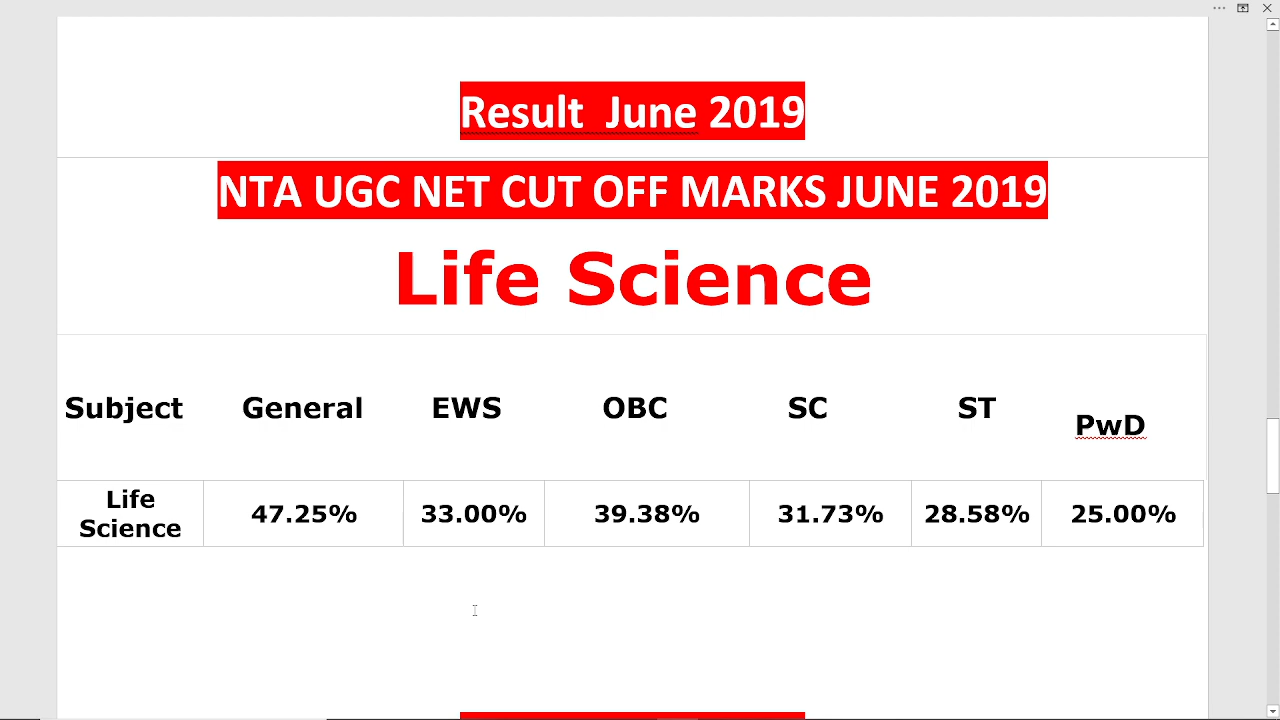 Result June 2019
NTA UGC NET CUT OFF MARKS JUNE 2019
Life Science
Subject General EWS OBC SC ST PwD
Life Science 47.25% 33.00% 39.38% 31.73% 28.58% 25.00%